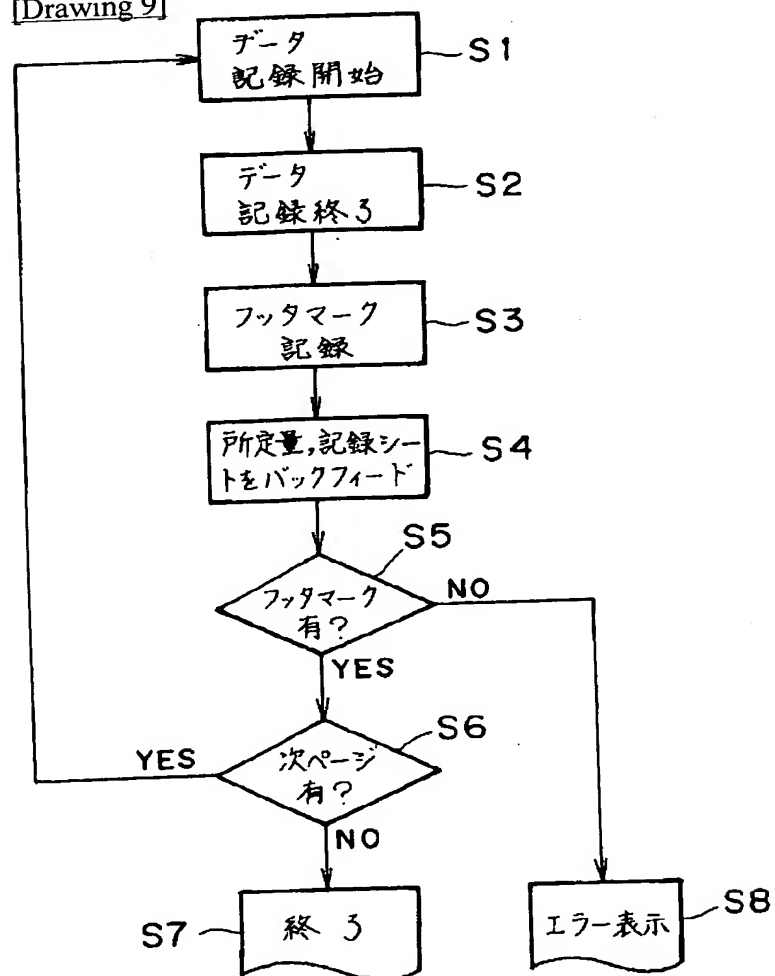 [Drawing 9]
データ
記録開始
S1
データ
記録終了
S2
フッタマーク
記録
S3
所定量,記録シー
トをバックフィード
S4
S5
フッタマーク
有?
NO
YES
S6
次ページ
有?
YES
NO
S7
終了
エラー表示
S8